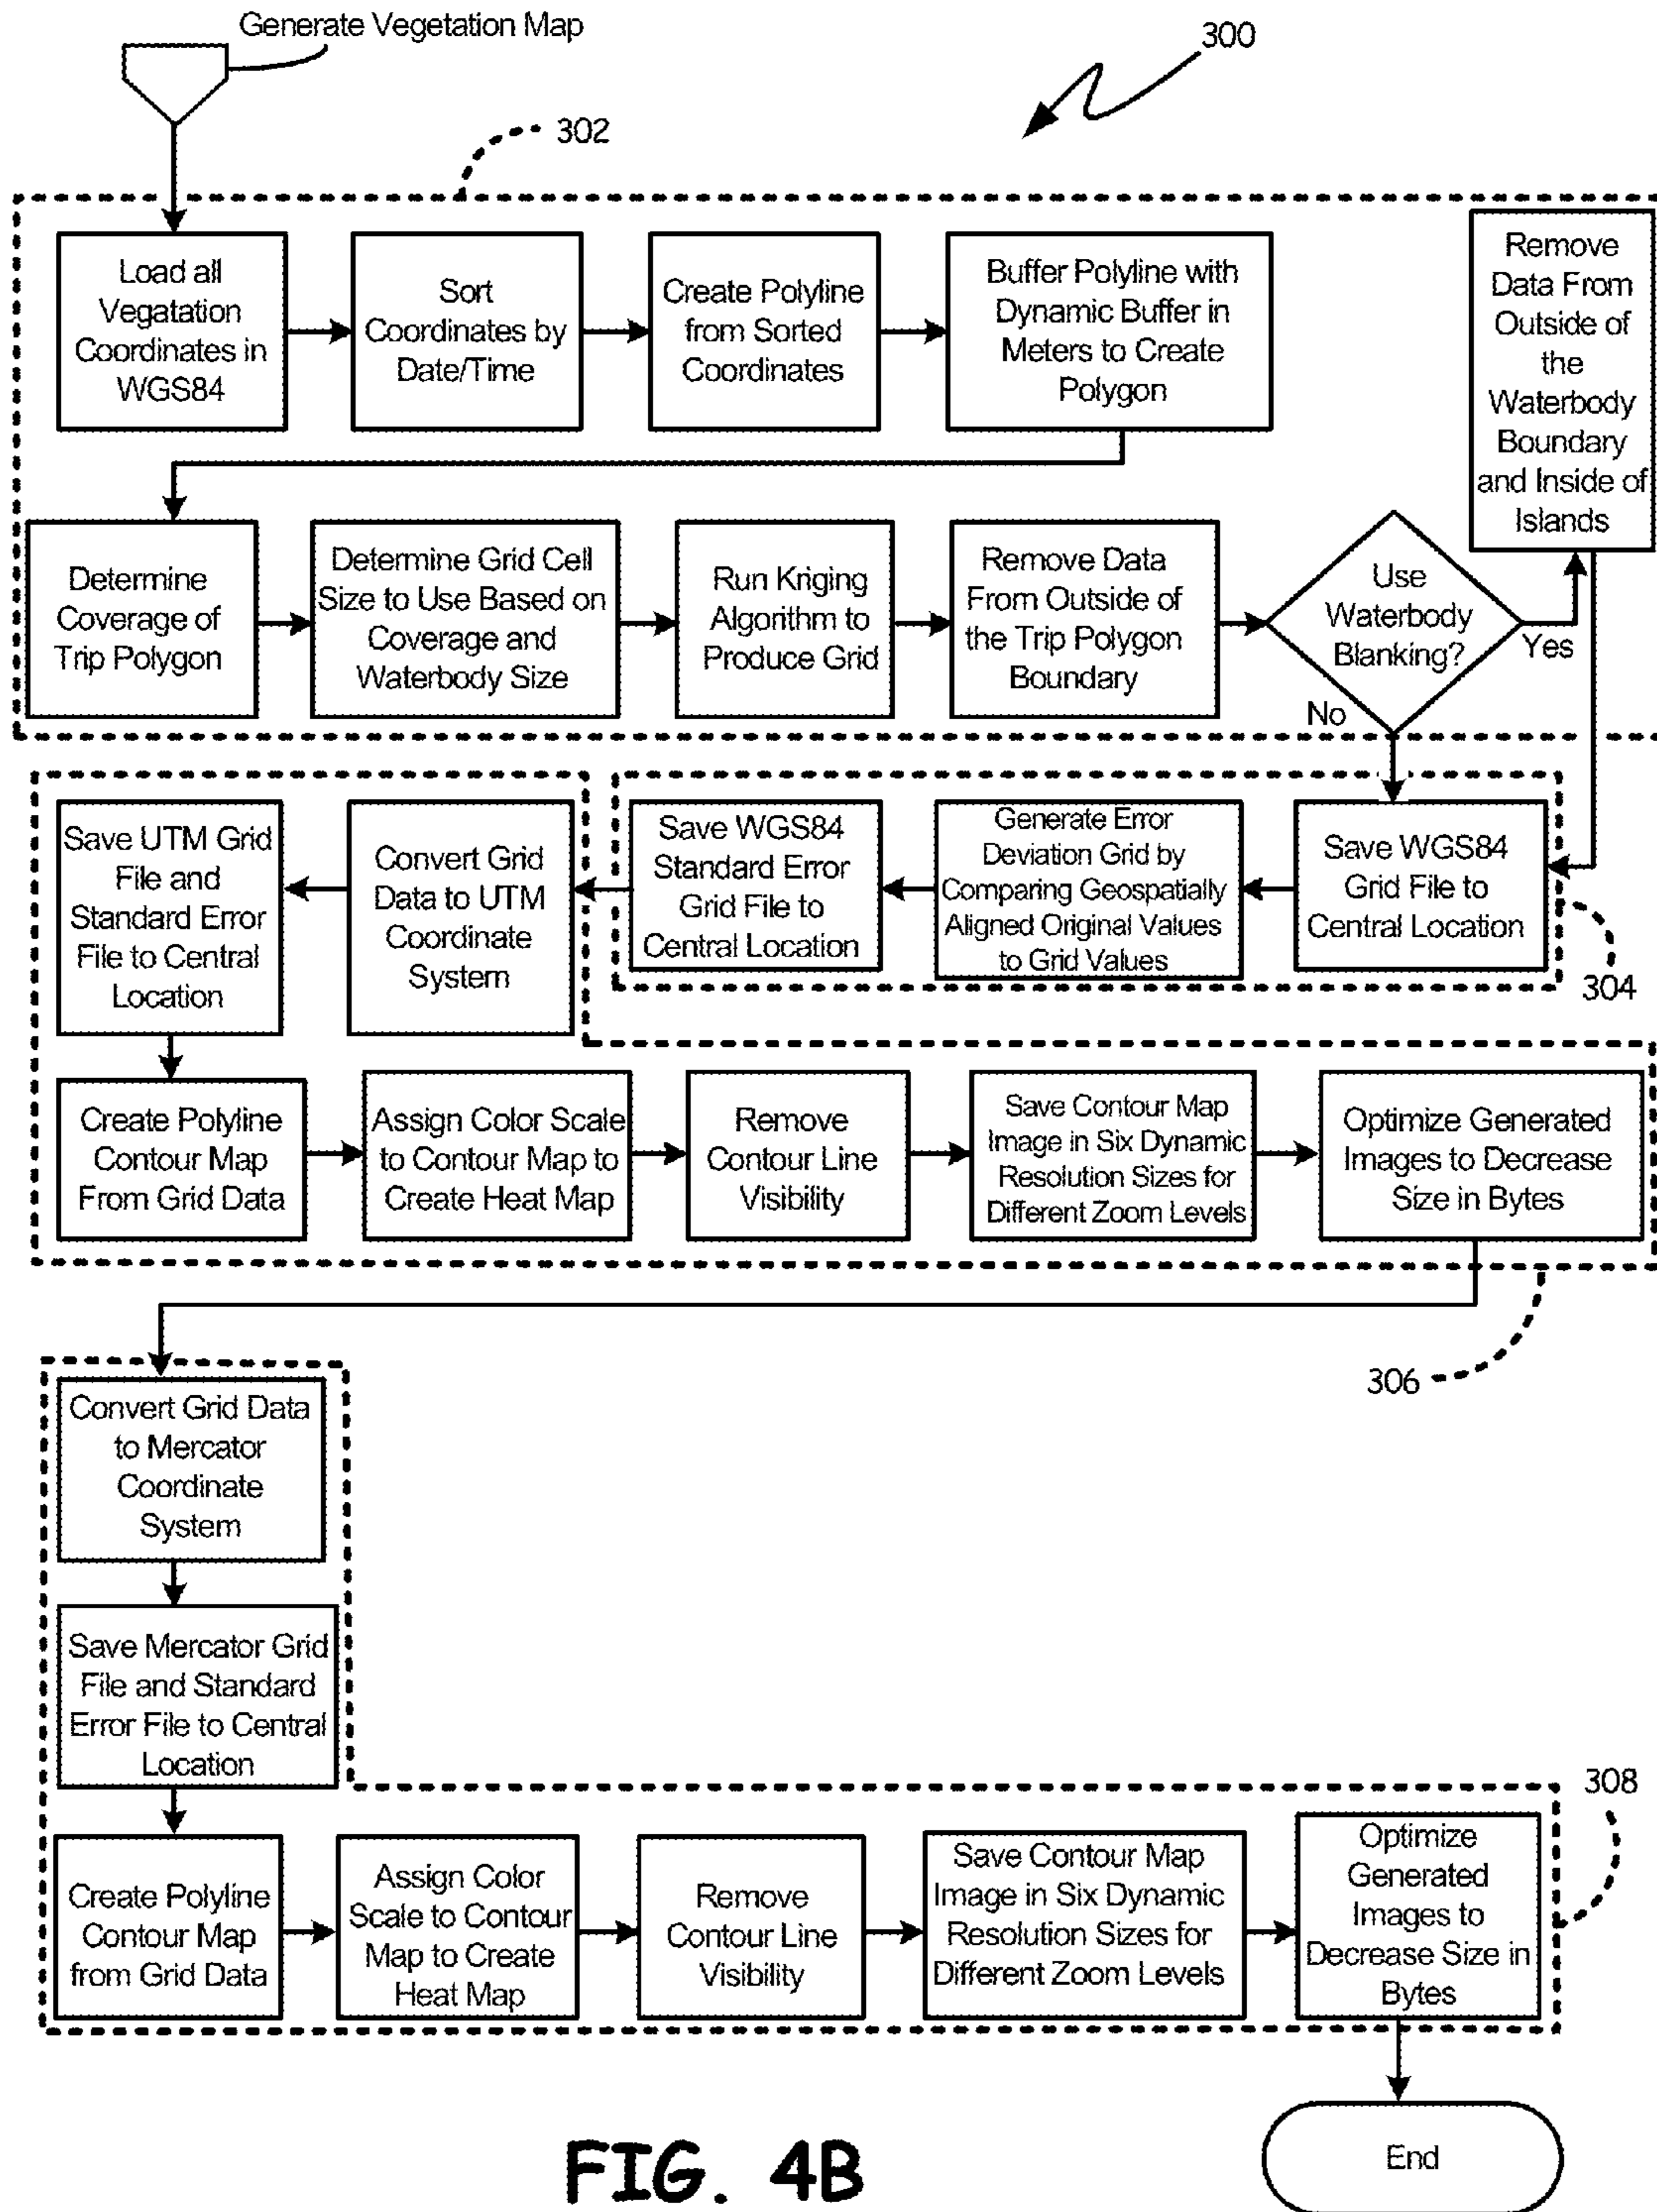 Generate Vegetation Map
300
302
Load all
Vegatation
Coordinates in
WGS84
Sort
Coordinates by
Date/Time
Create Polyline
from Sorted
Coordinates
Buffer Polyline with
Dynamic Buffer in
Meters to Create
Polygon
Remove
Data From
Outside of
the
Waterbody
Boundary
and Inside of
Islands
Determine
Coverage of
Trip Polygon
Determine Grid Cell
Size to Use Based on
Coverage and
Waterbody Size
Run Kriging
Algorithm to
Produce Grid
Remove Data
From Outside of
the Trip Polygon
Boundary
Use
Waterbody
Blanking?
Yes
No
Save WGS84
Grid File to
Central Location
Generate Error
Deviation Grid by
Comparing Geospatially
Aligned Original Values
to Grid Values
Save WGS84
Standard Error
Grid File to
Central Location
304
Convert Grid
Data to UTM
Coordinate
System
Save UTM Grid
File and
Standard Error
File to Central
Location
Create Polyline
Contour Map
From Grid Data
Assign Color Scale
to Contour Map to
Create Heat Map
Remove
Contour Line
Visibility
Save Contour Map
Image in Six Dynamic
Resolution Sizes for
Different Zoom Levels
Optimize Generated
Images to Decrease
Size in Bytes
306
Convert Grid Data
to Mercator
Coordinate
System
Save Mercator Grid
File and Standard
Error File to Central
Location
308
Create Polyline
Contour Map
from Grid Data
Assign Color
Scale to Contour
Map to Create
Heat Map
Remove
Contour Line
Visibility
Save Contour Map
Image in Six Dynamic
Resolution Sizes for
Different Zoom Levels
Optimize
Generated
Images to
Decrease Size in
Bytes
End
FIG. 4B